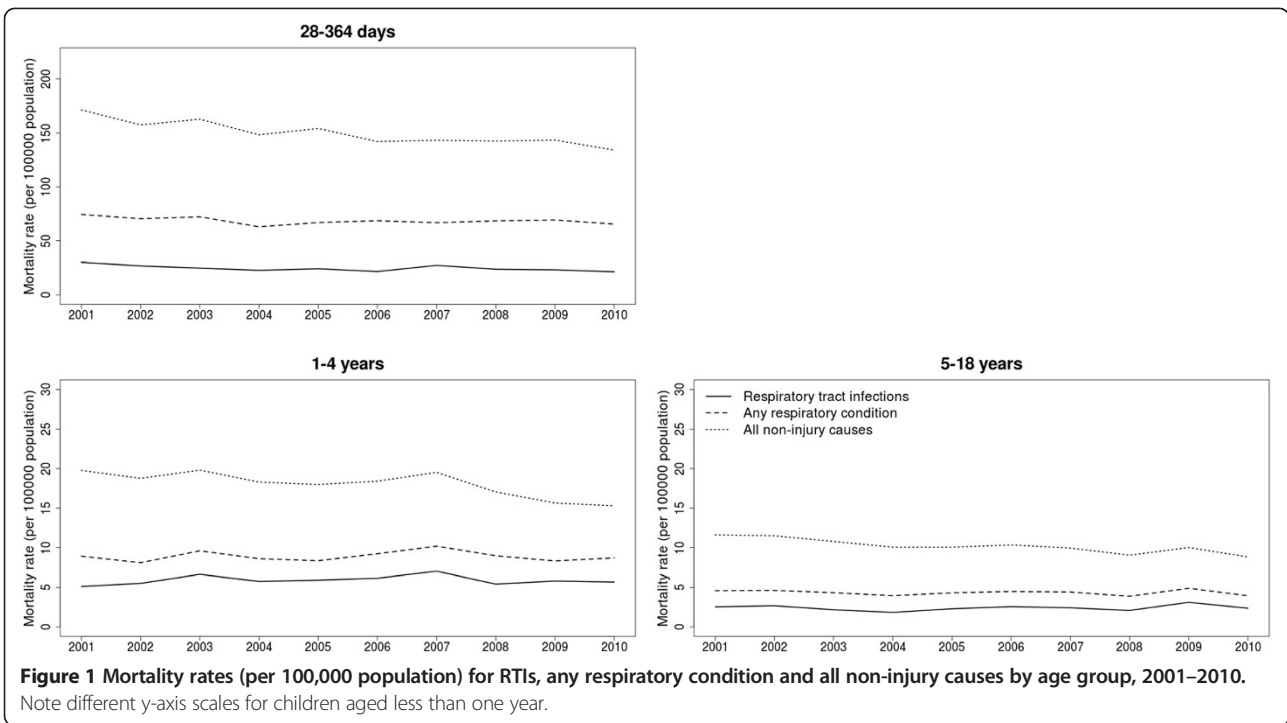 28-364 days
Mortality rate (per 100000 population)
200
150
100
50
0
2001 2002 2003 2004 2005 2006 2007 2008 2009 2010
1-4 years
Mortality rate (per 100000 population)
30
25
20
15
10
5
0
2001 2002 2003 2004 2005 2006 2007 2008 2009 2010
5-18 years
Mortality rate (per 100000 population)
30
25
20
15
10
5
0
Respiratory tract infections
Any respiratory condition
All non-injury causes
2001 2002 2003 2004 2005 2006 2007 2008 2009 2010
Figure 1 Mortality rates (per 100,000 population) for RTIs, any respiratory condition and all non-injury causes by age group, 2001–2010.
Note different y-axis scales for children aged less than one year.